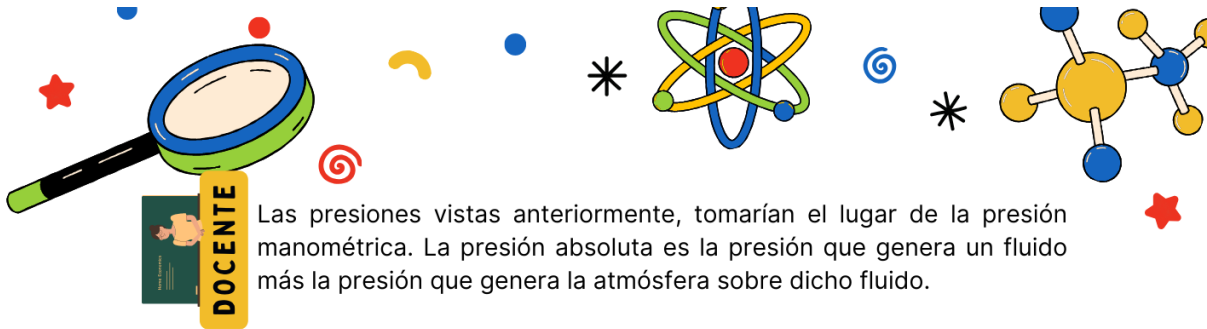 DOCENTE
Las presiones vistas anteriormente, tomarían el lugar de la presión
manométrica. La presión absoluta es la presión que genera un fluido
más la presión que genera la atmósfera sobre dicho fluido.